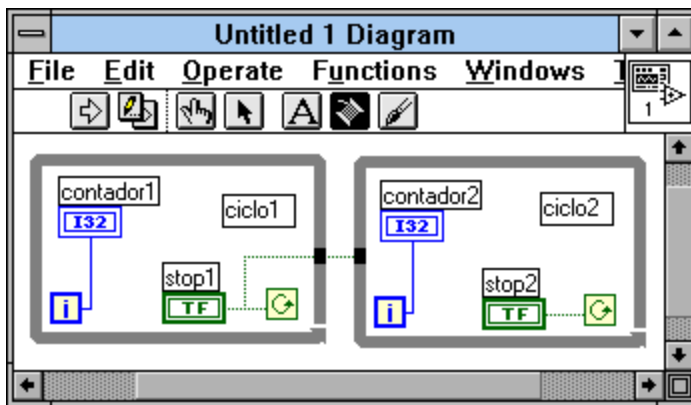 Untitled 1 Diagram
File Edit Operate Functions Windows
1
A
contador1
I32
ciclo1
stop1
TF
i
contador2
I32
ciclo2
stop2
TF
i